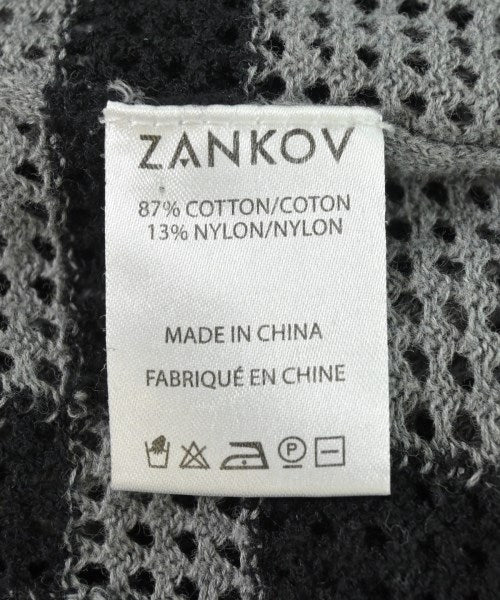 ZANKOV
87% COTTON/COTON
13% NYLON/NYLON
MADE IN CHINA
FABRIQUÉ EN CHINE
P